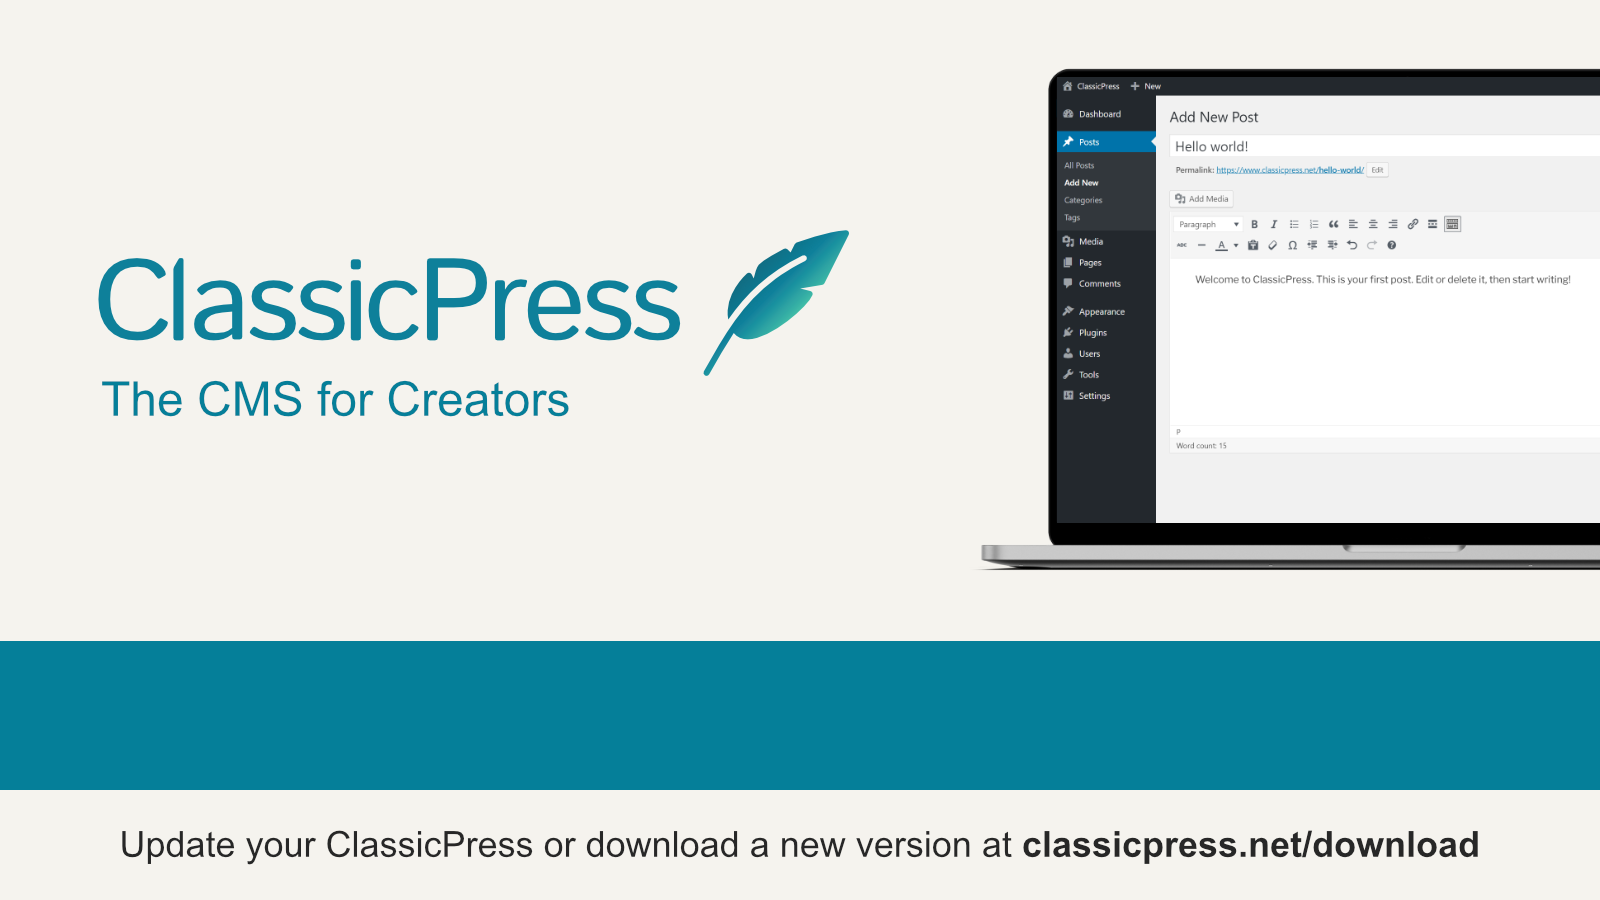 ClassicPress
The CMS for Creators
ClassicPress New
Dashboard
Posts
All Posts
Add New
Categories
Tags
Media
Pages
Comments
Appearance
Plugins
Users
Tools
Settings
Add New Post
Hello world!
Permalink: https://www.classicpress.net/hello-world/ Edit
Add Media
Paragraph B I
ABC A Ω
Welcome to ClassicPress. This is your first post. Edit or delete it, then start writing!
P
Word count: 15
Update your ClassicPress or download a new version at classicpress.net/download